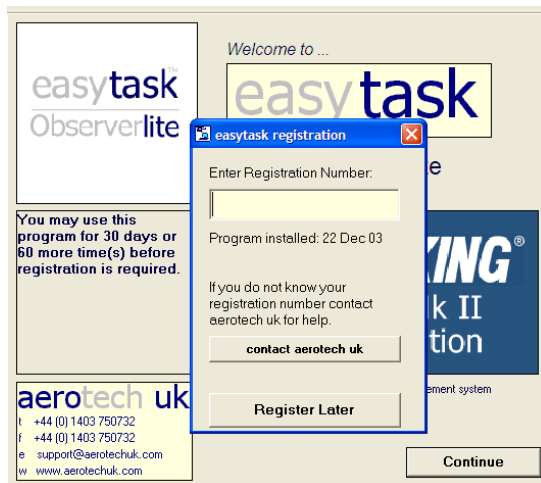 easytask™
Observerlite
Welcome to ...
easytask
easytask registration
Enter Registration Number:
Program installed: 22 Dec 03
If you do not know your
registration number contact
aerotech uk for help.
contact aerotech uk
Register Later
You may use this
program for 30 days or
60 more time(s) before
registration is required.
KING®
II
aerotech uk
t +44 (0) 1403 750732
f +44 (0) 1403 750732
e support@aerotechuk.com
w www.aerotechuk.com
system
Continue